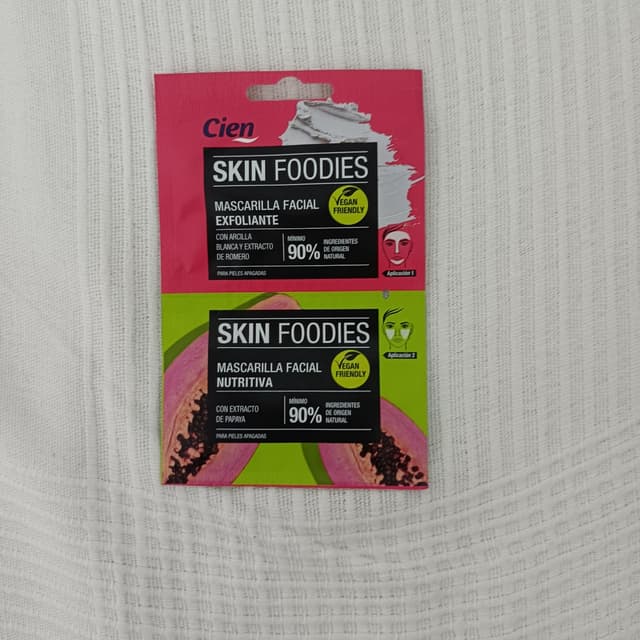 Cien
SKIN FOODIES
MASCARILLA FACIAL
EXFOLIANTE
VEGAN
FRIENDLY
CON ARCILLA
BLANCA Y EXTRACTO
DE ROMERO
MÍNIMO
90%
INGREDIENTES
DE ORIGEN
NATURAL
PARA PIELES APAGADAS
Aplicación 1
SKIN FOODIES
MASCARILLA FACIAL
NUTRITIVA
VEGAN
FRIENDLY
CON EXTRACTO
DE PAPAYA
MÍNIMO
90%
INGREDIENTES
DE ORIGEN
NATURAL
PARA PIELES APAGADAS
Aplicación 2